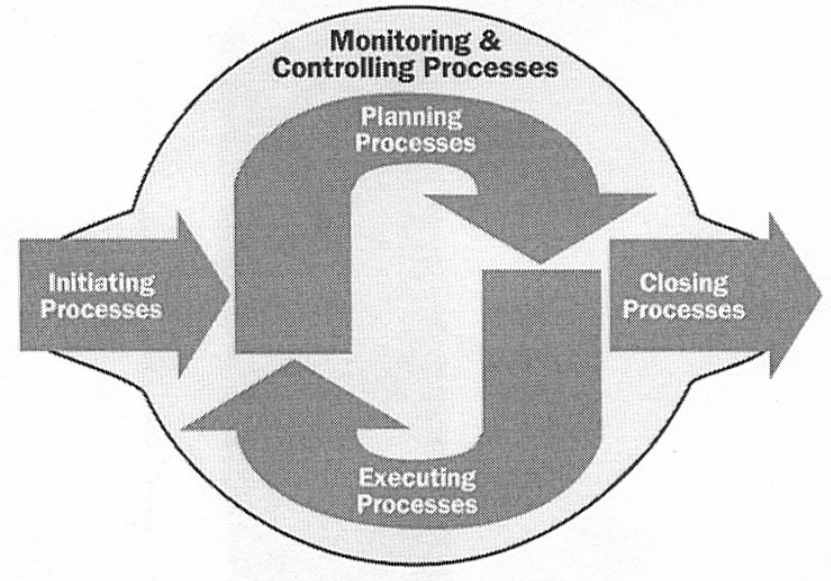 Monitoring &
Controlling Processes
Planning
Processes
Initiating
Processes
Closing
Processes
Executing
Processes